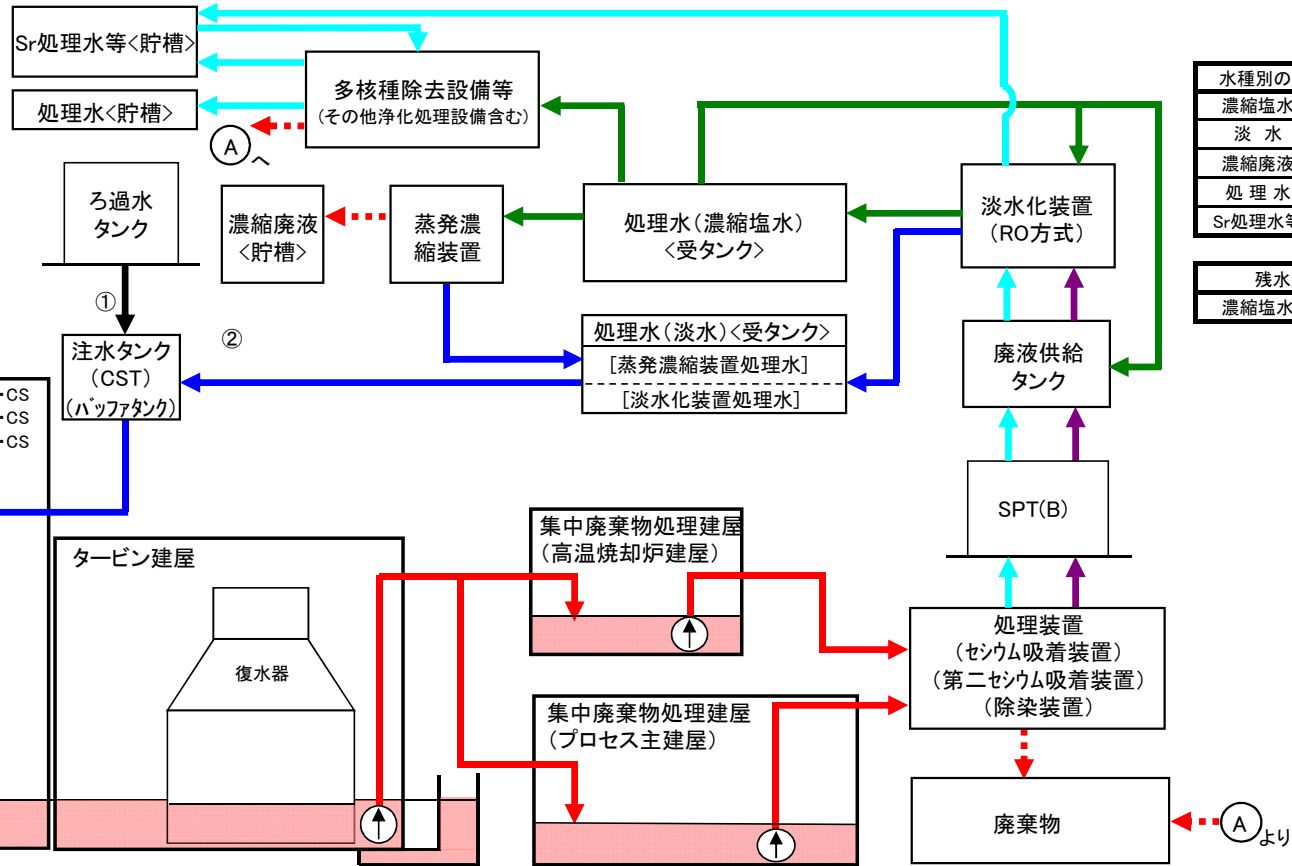 Sr処理水等<貯槽>
処理水<貯槽>
多核種除去設備等
(その他浄化処理設備含む)
A へ
水種別の
濃縮塩水
淡 水
濃縮廃液
処 理 水
Sr処理水等
残水
濃縮塩水
ろ過水
タンク
濃縮廃液
<貯槽>
蒸発濃
縮装置
処理水(濃縮塩水)
<受タンク>
淡水化装置
(RO方式)
①
②
注水タンク
(CST)
(バッファタンク)
処理水(淡水)<受タンク>
[蒸発濃縮装置処理水]
[淡水化装置処理水]
廃液供給
タンク
・CS
・CS
・CS
SPT(B)
タービン建屋
復水器
集中廃棄物処理建屋
(高温焼却炉建屋)
集中廃棄物処理建屋
(プロセス主建屋)
処理装置
(セシウム吸着装置)
(第二セシウム吸着装置)
(除染装置)
廃棄物
A より